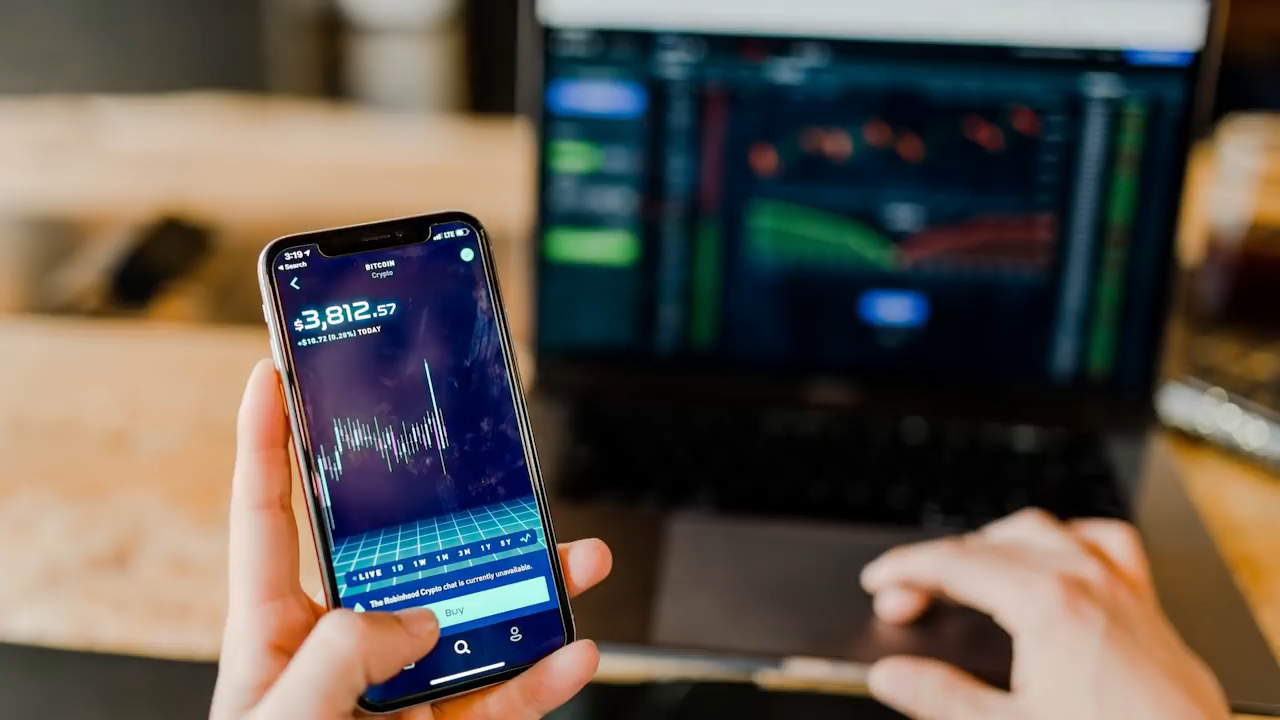 3:19
LTE
Search
BITCOIN
Crypto
$3,812.57
+$10.72 (0.28%) TODAY
LIVE 1D 1W 1M 3M 1Y 5Y
The Robinhood Crypto chat is currently unavailable.
Buy